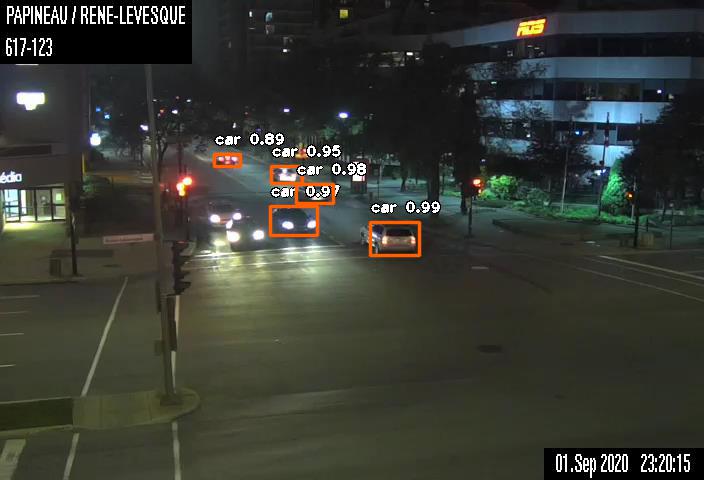 PAPINEAU / RENE-LEVESQUE
617-123
car 0.89
car 0.95
car 0.98
car 0.97
car 0.99
édia
01.Sep 2020 23:20:15